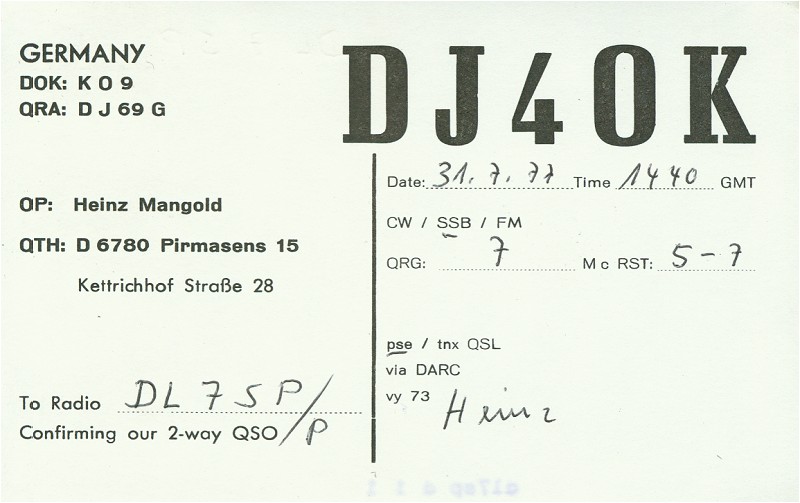 GERMANY
DOK: K 0 9
QRA: D J 69 G
DJ4OK
OP: Heinz Mangold
QTH: D 6780 Pirmasens 15
Kettrichhof Straße 28
To Radio DL7SP/P
Confirming our 2-way QSO
Date: 31. 7. 77 Time 1440 GMT
CW / SSB / FM
QRG: 7 Mc RST: 5-7
pse / tnx QSL
via DARC
vy 73 Heinz